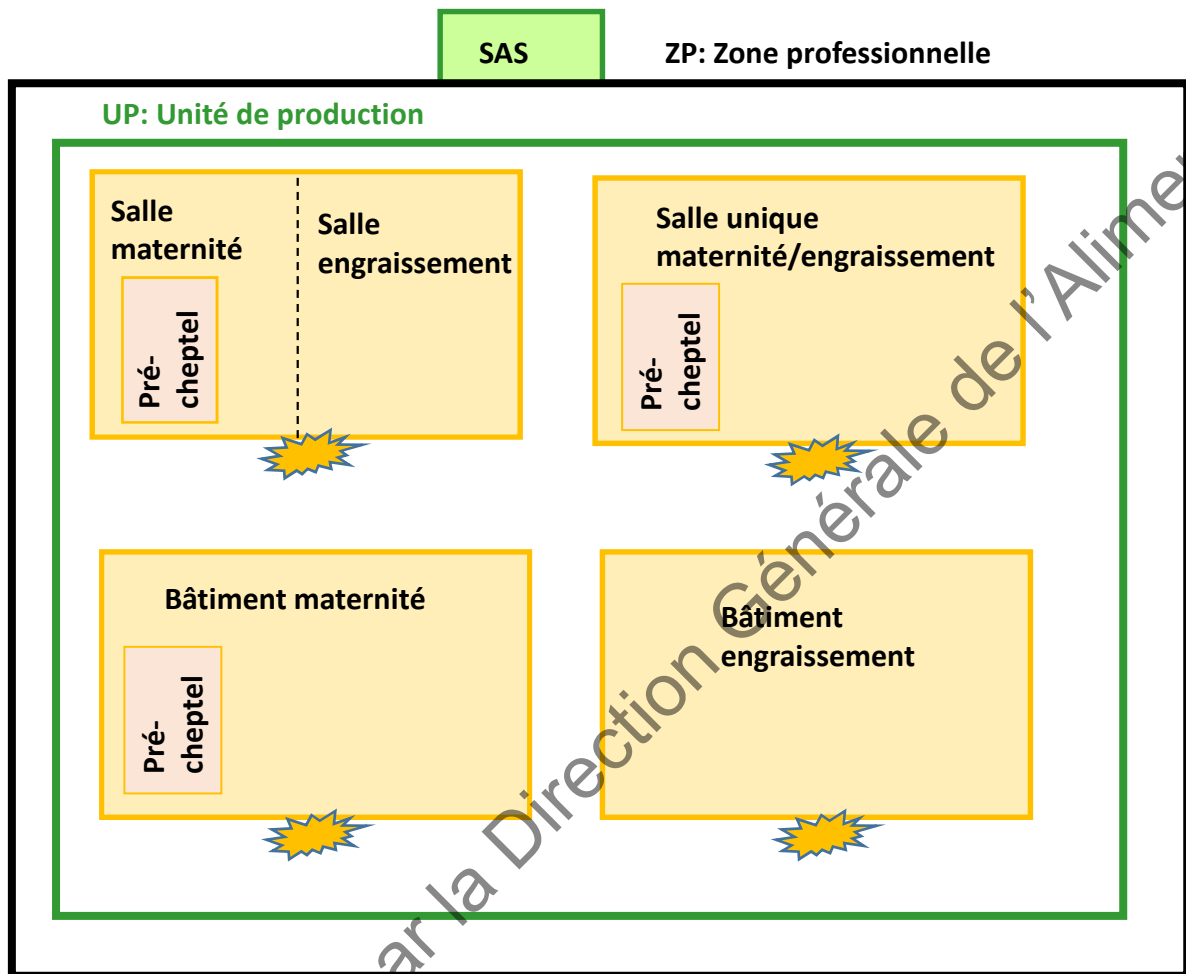 SAS
ZP: Zone professionnelle
UP: Unité de production
Salle
maternité
Salle
engraissement
Pré-
cheptel
Salle unique
maternité/engraissement
Pré-
cheptel
Bâtiment maternité
Pré-
cheptel
Bâtiment
engraissement
ar la Direction Générale de l'Alime